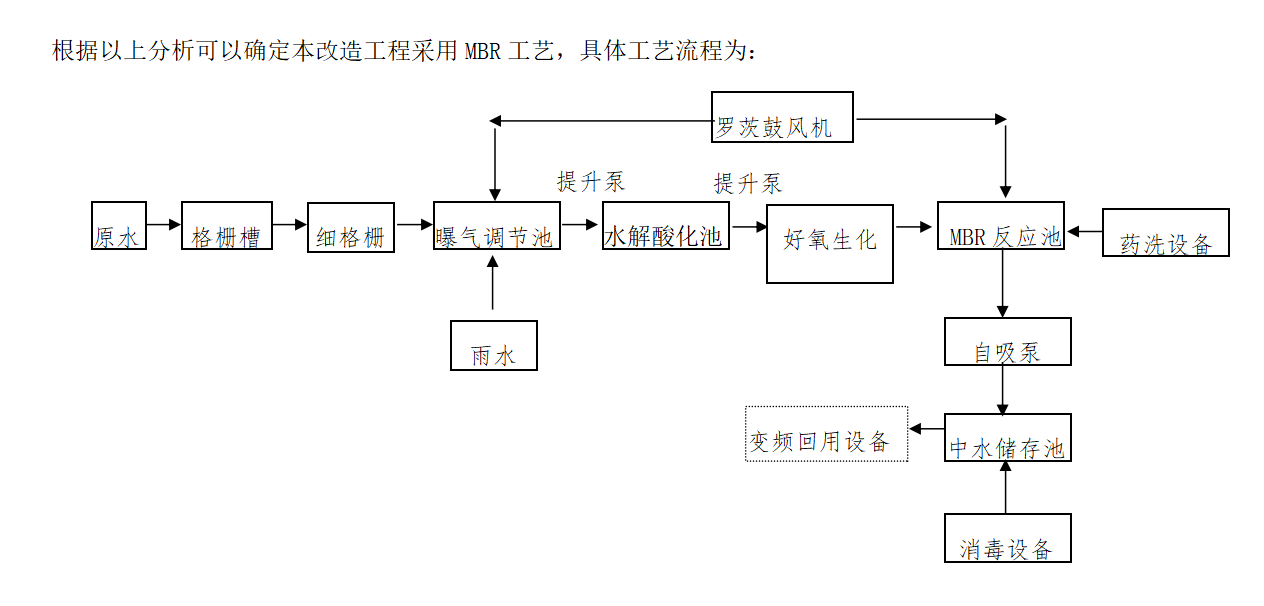 根据以上分析可以确定本改造工程采用 MBR 工艺，具体工艺流程为：
罗茨鼓风机
提升泵
提升泵
原水
格栅槽
细格栅
曝气调节池
水解酸化池
好氧生化
MBR 反应池
药洗设备
雨水
自吸泵
变频回用设备
中水储存池
消毒设备